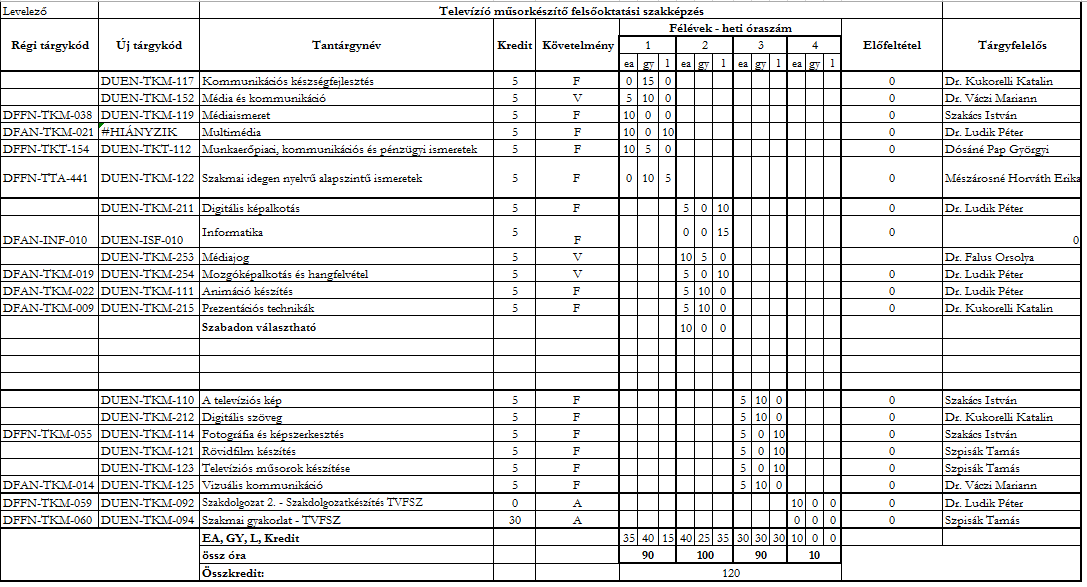 Levelező Televízió műsorkészítő felsőoktatási szakképzés
Régi tárgykód Új tárgykód Tantárgynév Kredit Követelmény Félévek - heti óraszám Előfeltétel Tárgyfelelős
1 2 3 4
ea gy l ea gy l ea gy l ea gy l
DUEN-TKM-117 Kommunikációs készségfejlesztés 5 F 0 15 0 0 Dr. Kukorelli Katalin
DUEN-TKM-152 Média és kommunikáció 5 V 5 10 0 0 Dr. Váczi Mariann
DFFN-TKM-038 DUEN-TKM-119 Médiaismeret 5 F 10 0 0 0 Szakács István
DFAN-TKM-021 #HIÁNYZIK Multimédia 5 F 10 0 10 0 Dr. Ludik Péter
DFFN-TKT-154 DUEN-TKT-112 Munkaerőpiaci, kommunikációs és pénzügyi ismeretek 5 F 10 5 0 0 Dósáné Pap Györgyi
DFFN-TTA-441 DUEN-TKM-122 Szakmai idegen nyelvű alapszintű ismeretek 5 F 0 10 5 0 Mészárosné Horváth Erika
DUEN-TKM-211 Digitális képalkotás 5 F 5 0 10 0 Dr. Ludik Péter
DFAN-INF-010 DUEN-ISF-010 Informatika 5 F 0 0 15 0 0
DUEN-TKM-253 Médiajog 5 V 10 5 0 Dr. Falus Orsolya
DFAN-TKM-019 DUEN-TKM-254 Mozgóképalkotás és hangfelvétel 5 V 5 0 10 0 Dr. Ludik Péter
DFAN-TKM-022 DUEN-TKM-111 Animáció készítés 5 F 5 10 0 0 Dr. Ludik Péter
DFAN-TKM-009 DUEN-TKM-215 Prezentációs technikák 5 F 5 10 0 0 Dr. Kukorelli Katalin
Szabadon választható 10 0 0
DUEN-TKM-110 A televíziós kép 5 F 5 10 0 0 Szakács István
DUEN-TKM-212 Digitális szöveg 5 F 5 10 0 0 Dr. Kukorelli Katalin
DFFN-TKM-055 DUEN-TKM-114 Fotográfia és képszerkesztés 5 F 5 0 10 0 Szakács István
DUEN-TKM-121 Rövidfilm készítés 5 F 5 0 10 0 Szpisák Tamás
DUEN-TKM-123 Televíziós műsorok készítése 5 F 5 0 10 0 Szpisák Tamás
DFAN-TKM-014 DUEN-TKM-125 Vizuális kommunikáció 5 F 5 10 0 0 Dr. Váczi Mariann
DFFN-TKM-059 DUEN-TKM-092 Szakdolgozat 2. - Szakdolgozatkészítés TVFSZ 0 A 10 0 0 0 Dr. Ludik Péter
DFFN-TKM-060 DUEN-TKM-094 Szakmai gyakorlat - TVFSZ 30 A 0 0 0 0 Szpisák Tamás
EA, GY, L, Kredit 35 40 15 40 25 35 30 30 30 10 0 0
össz óra 90 100 90 10
Összkredit: 120